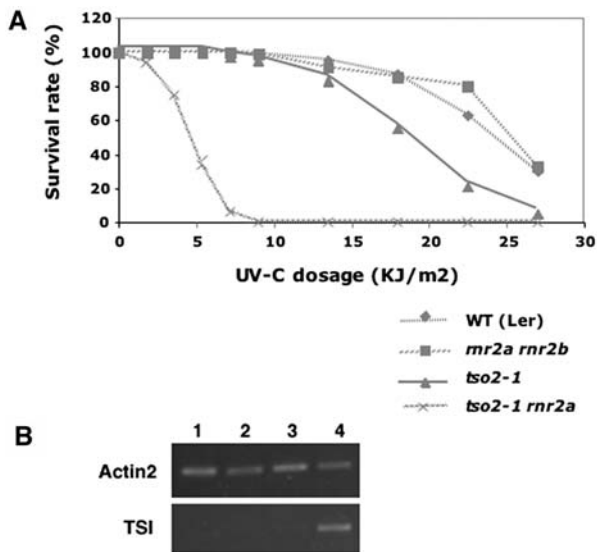 A
120
100
80
60
40
20
0
Survival rate (%)
0 5 10 15 20 25 30
UV-C dosage (KJ/m2)
WT (Ler)
rnr2a rnr2b
tso2-1
tso2-1 rnr2a
B
1 2 3 4
Actin2
TSI